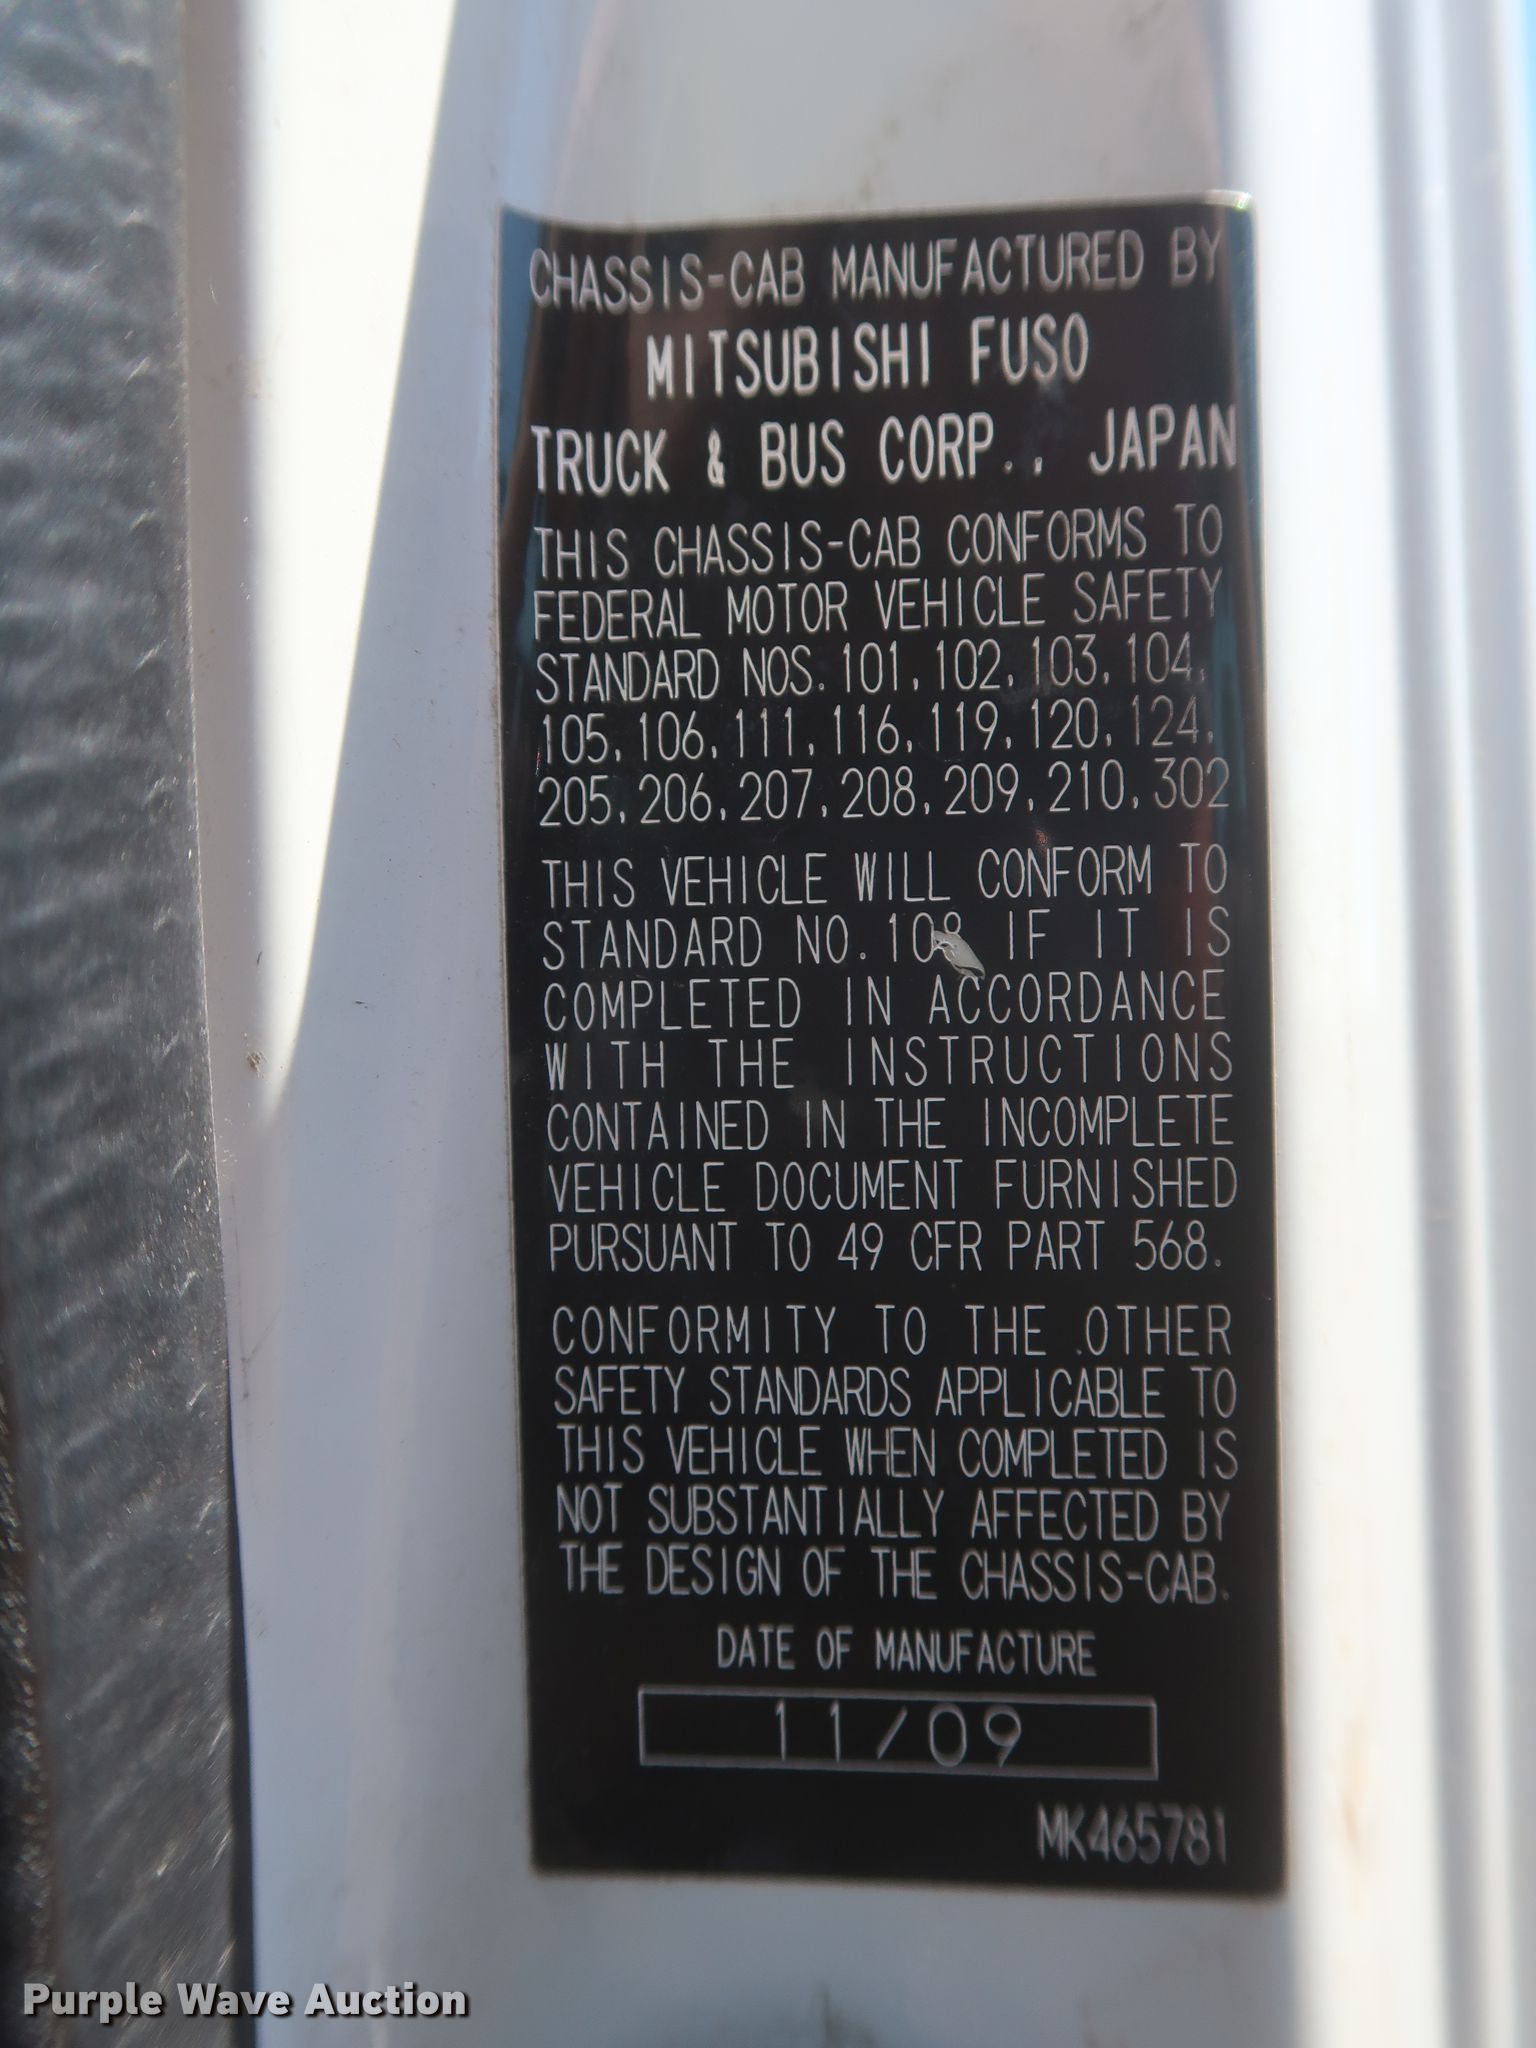 CHASSIS-CAB MANUFACTURED BY
MITSUBISHI FUSO
TRUCK & BUS CORP., JAPAN
THIS CHASSIS-CAB CONFORMS TO
FEDERAL MOTOR VEHICLE SAFETY
STANDARD NOS. 101, 102, 103, 104,
105, 106, 111, 116, 119, 120, 124,
205, 206, 207, 208, 209, 210, 302
THIS VEHICLE WILL CONFORM TO
STANDARD NO. 108 IF IT IS
COMPLETED IN ACCORDANCE
WITH THE INSTRUCTIONS
CONTAINED IN THE INCOMPLETE
VEHICLE DOCUMENT FURNISHED
PURSUANT TO 49 CFR PART 568.
CONFORMITY TO THE OTHER
SAFETY STANDARDS APPLICABLE TO
THIS VEHICLE WHEN COMPLETED IS
NOT SUBSTANTIALLY AFFECTED BY
THE DESIGN OF THE CHASSIS-CAB.
DATE OF MANUFACTURE
11/09
MK465781
Purple Wave Auction